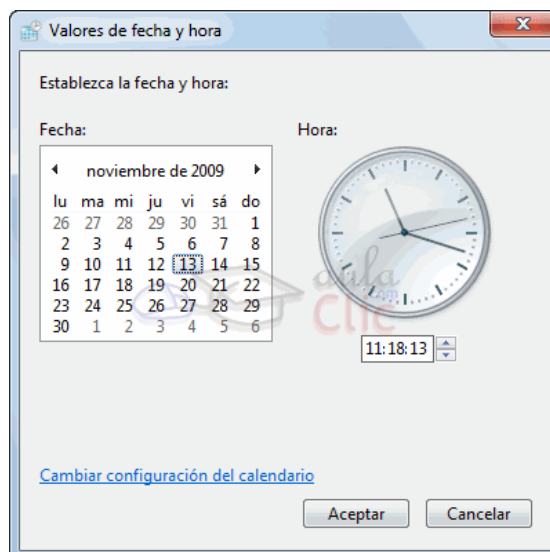 Valores de fecha y hora
Establezca la fecha y hora:
Fecha:
Hora:
noviembre de 2009
lu ma mi ju vi sá do
26 27 28 29 30 31 1
2 3 4 5 6 7 8
9 10 11 12 13 14 15
16 17 18 19 20 21 22
23 24 25 26 27 28 29
30 1 2 3 4 5 6
aula
.com
Clic
11:18:13
Cambiar configuración del calendario
Aceptar
Cancelar